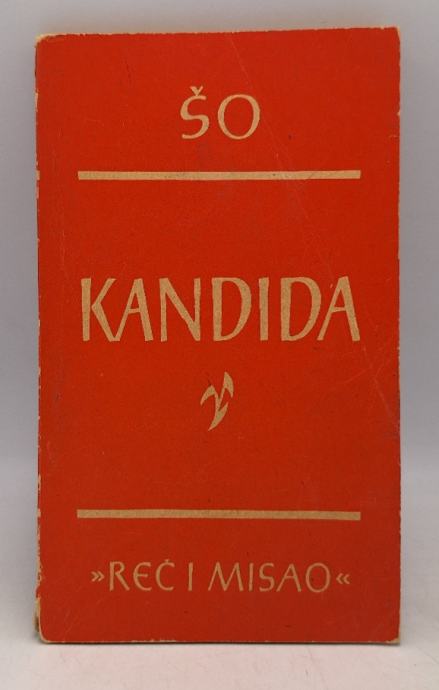 ŠO
KANDIDA
»REČ I MISAO«